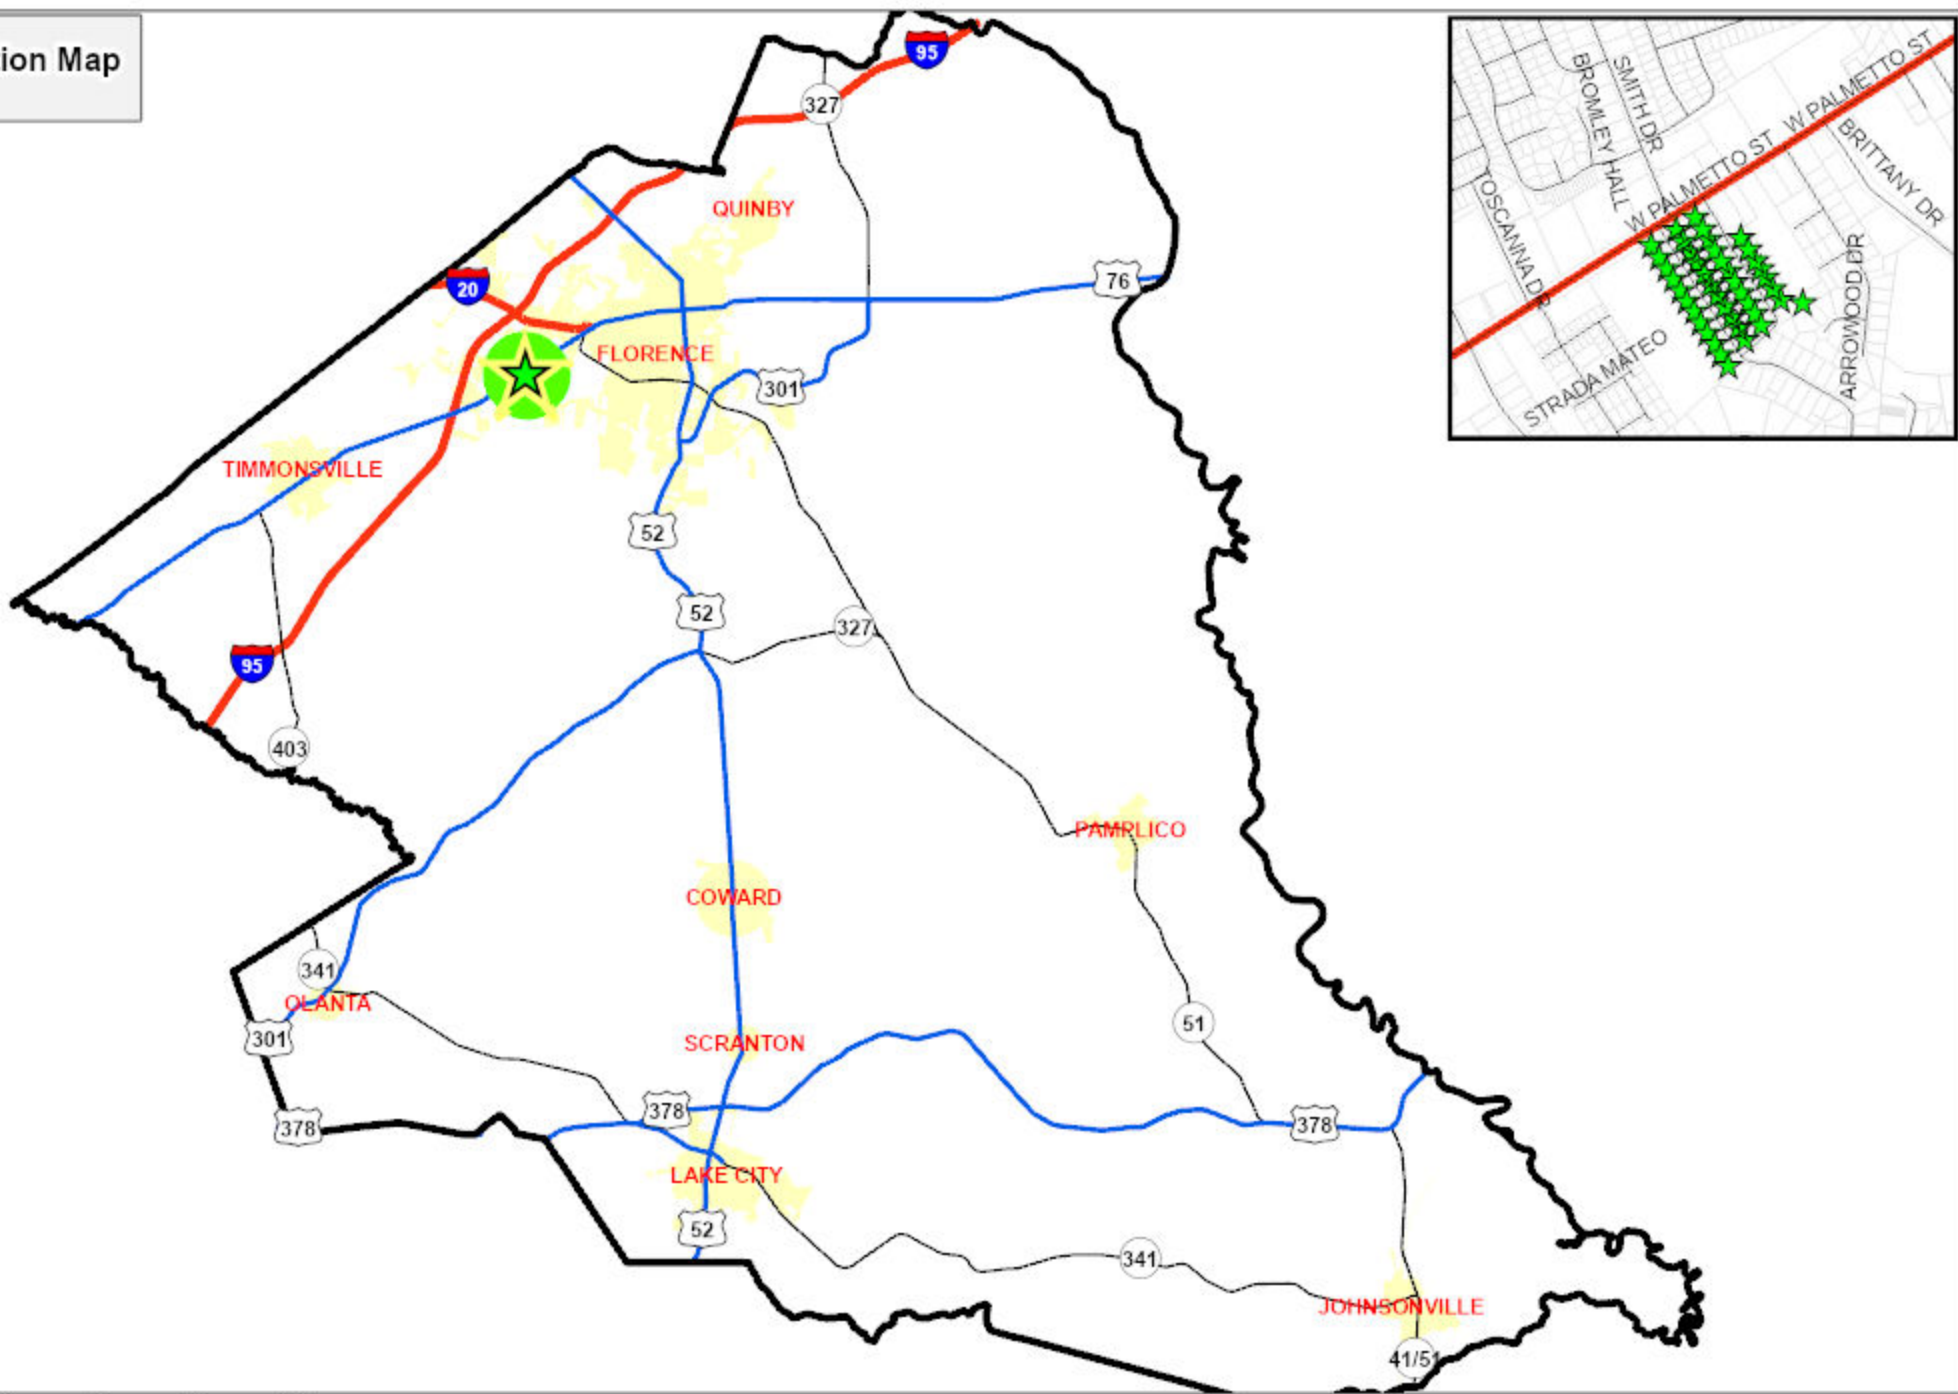 ion Map
95
327
QUINBY
20
76
FLORENCE
301
TIMMONSVILLE
52
52
327
95
403
PAMPLICO
COWARD
341
OLANTA
301
51
SCRANTON
378
378
378
LAKE CITY
52
341
JOHNSONVILLE
41/51
BROMLEY HALL
SMITH DR
W PALMETTO ST
W PALMETTO ST
BRITTANY DR
TOSCANNA DR
ARROWOOD DR
STRADA MATEO